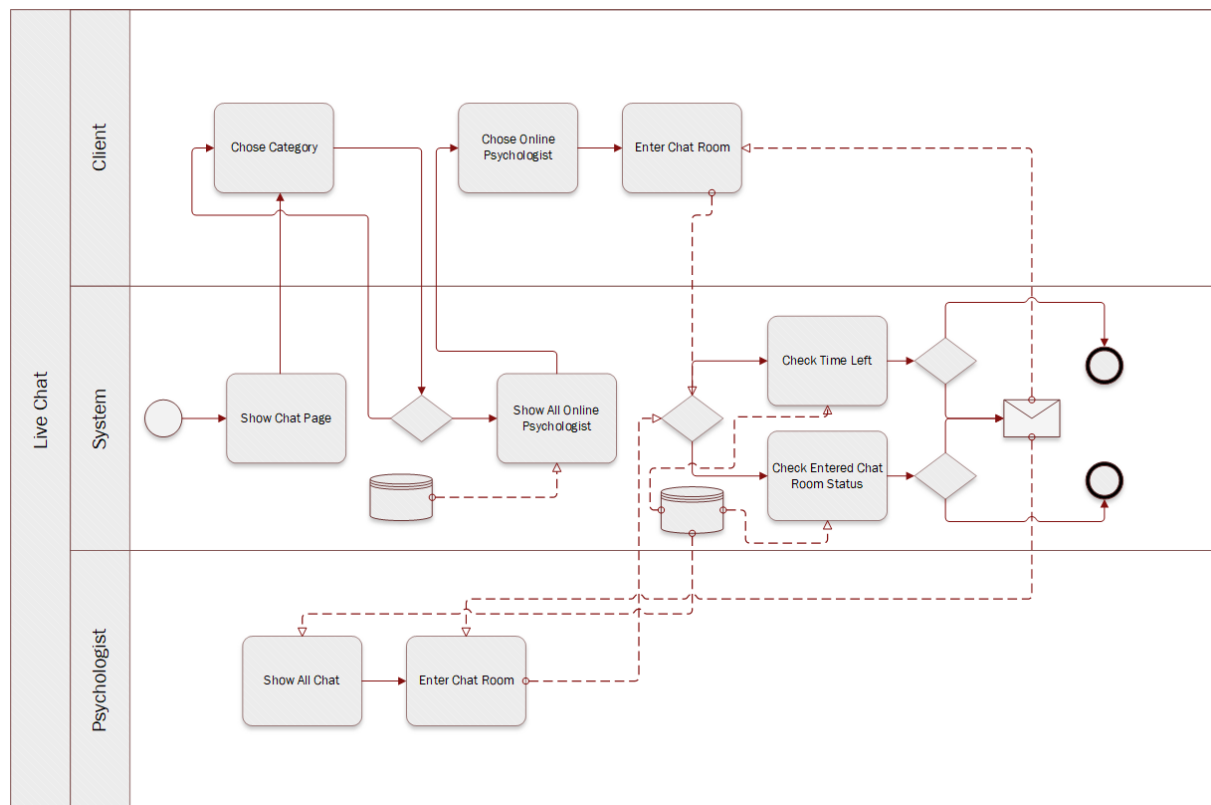 Live Chat
Client
Chose Category
Chose Online
Psychologist
Enter Chat Room
System
Show Chat Page
Show All Online
Psychologist
Check Time Left
Check Entered Chat
Room Status
Psychologist
Show All Chat
Enter Chat Room